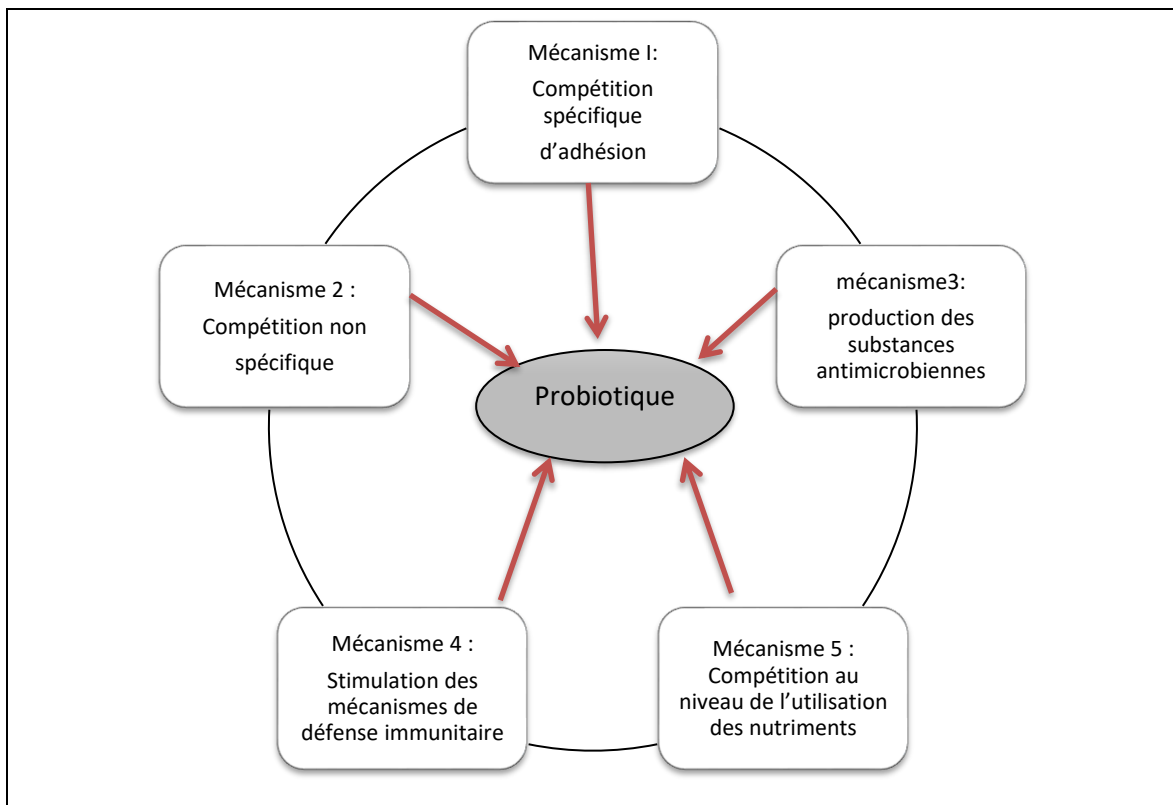 Mécanisme I:
Compétition
spécifique
d’adhésion
Mécanisme 2 :
Compétition non
spécifique
mécanisme3:
production des
substances
antimicrobiennes
Probiotique
Mécanisme 4 :
Stimulation des
mécanismes de
défense immunitaire
Mécanisme 5 :
Compétition au
niveau de l’utilisation
des nutriments